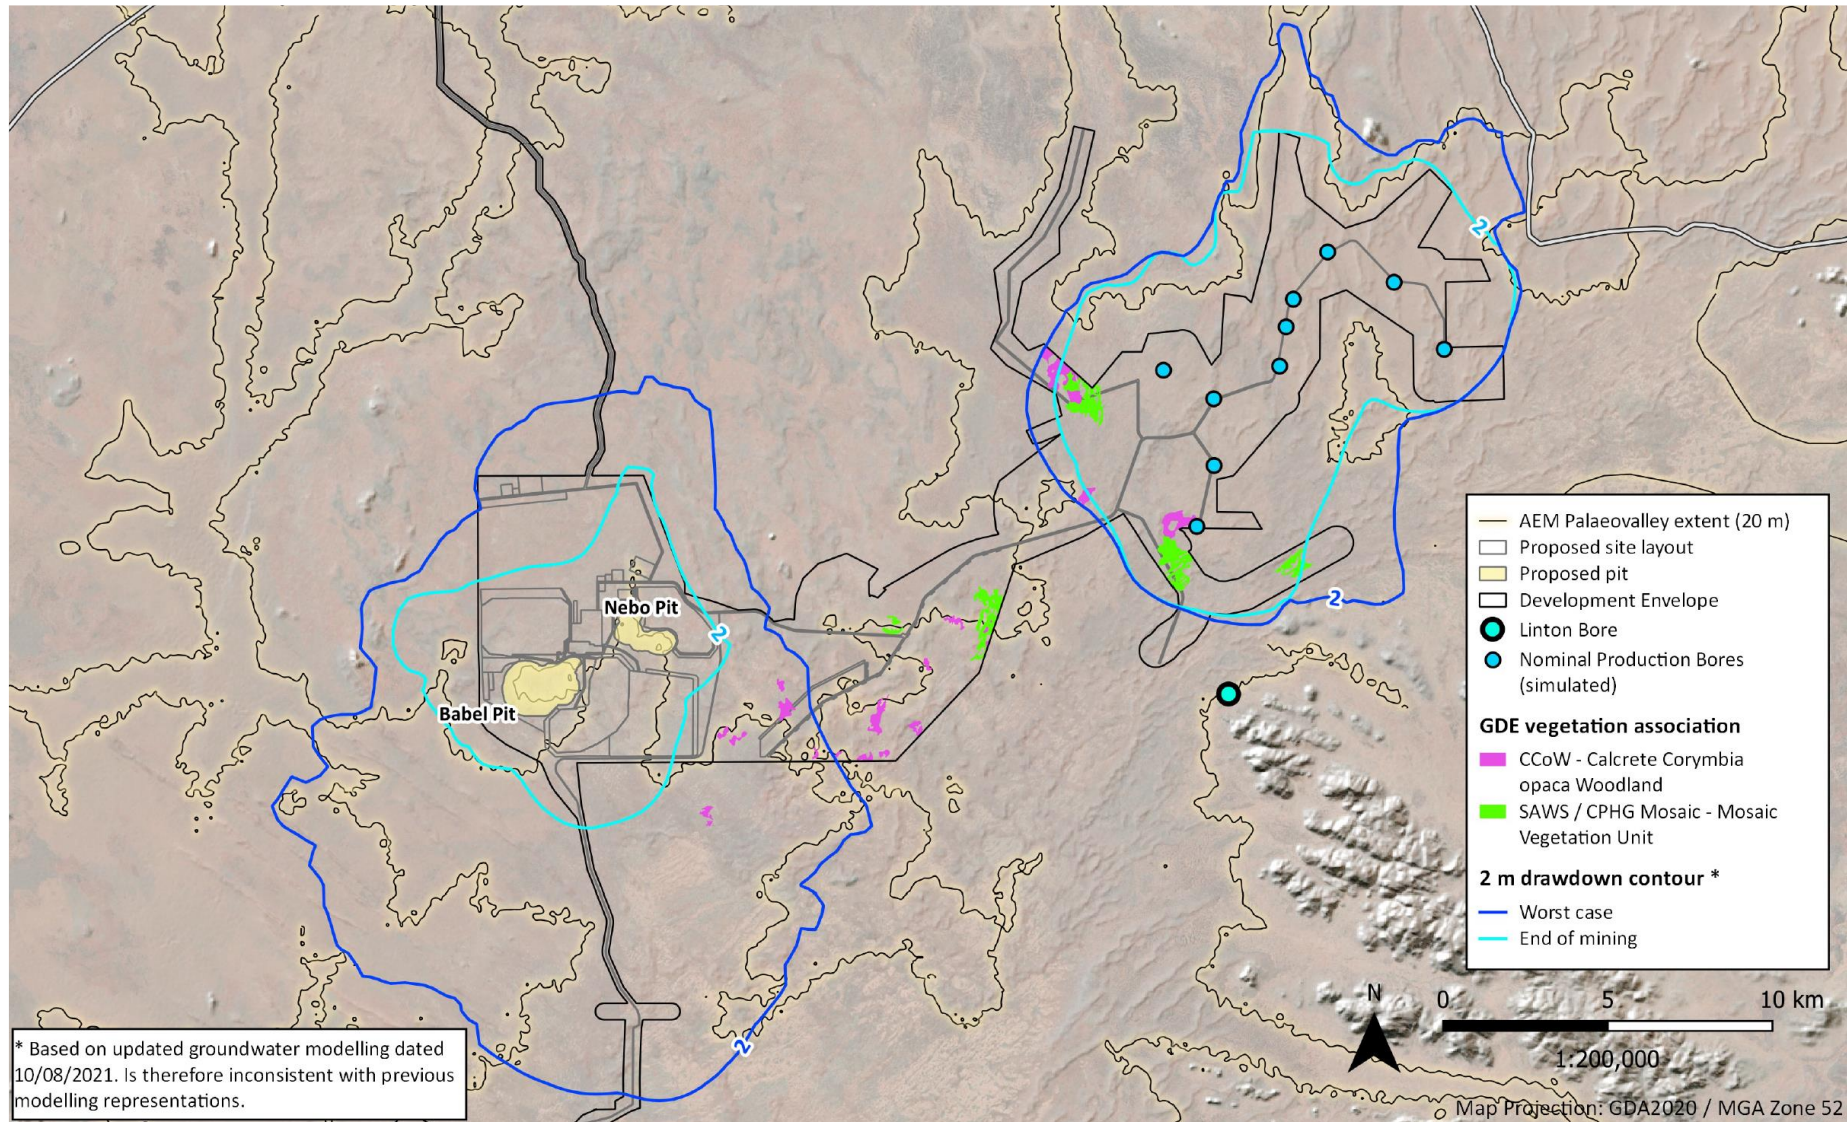 2
2
Nebo Pit
2
Babel Pit
2
2
AEM Palaeovalley extent (20 m)
Proposed site layout
Proposed pit
Development Envelope
Linton Bore
Nominal Production Bores
(simulated)
GDE vegetation association
CCoW - Calcrete Corymbia
opaca Woodland
SAWS / CPHG Mosaic - Mosaic
Vegetation Unit
2 m drawdown contour *
Worst case
End of mining
N
0 5 10 km
1:200,000
* Based on updated groundwater modelling dated
10/08/2021. Is therefore inconsistent with previous
modelling representations.
Map Projection: GDA2020 / MGA Zone 52